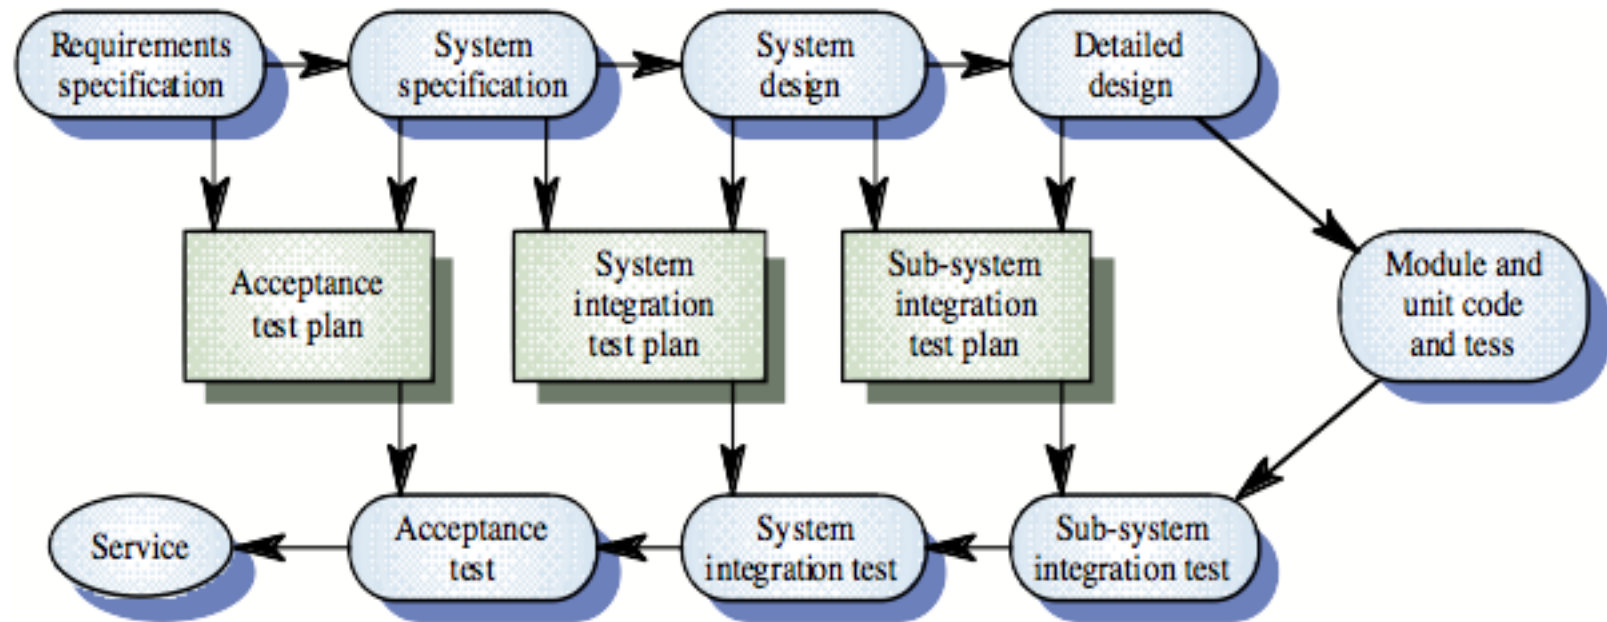 Requirements
specification
System
specification
System
design
Detailed
design
Acceptance
test plan
System
integration
test plan
Sub-system
integration
test plan
Module and
unit code
and tess
Service
Acceptance
test
System
integration test
Sub-system
integration test